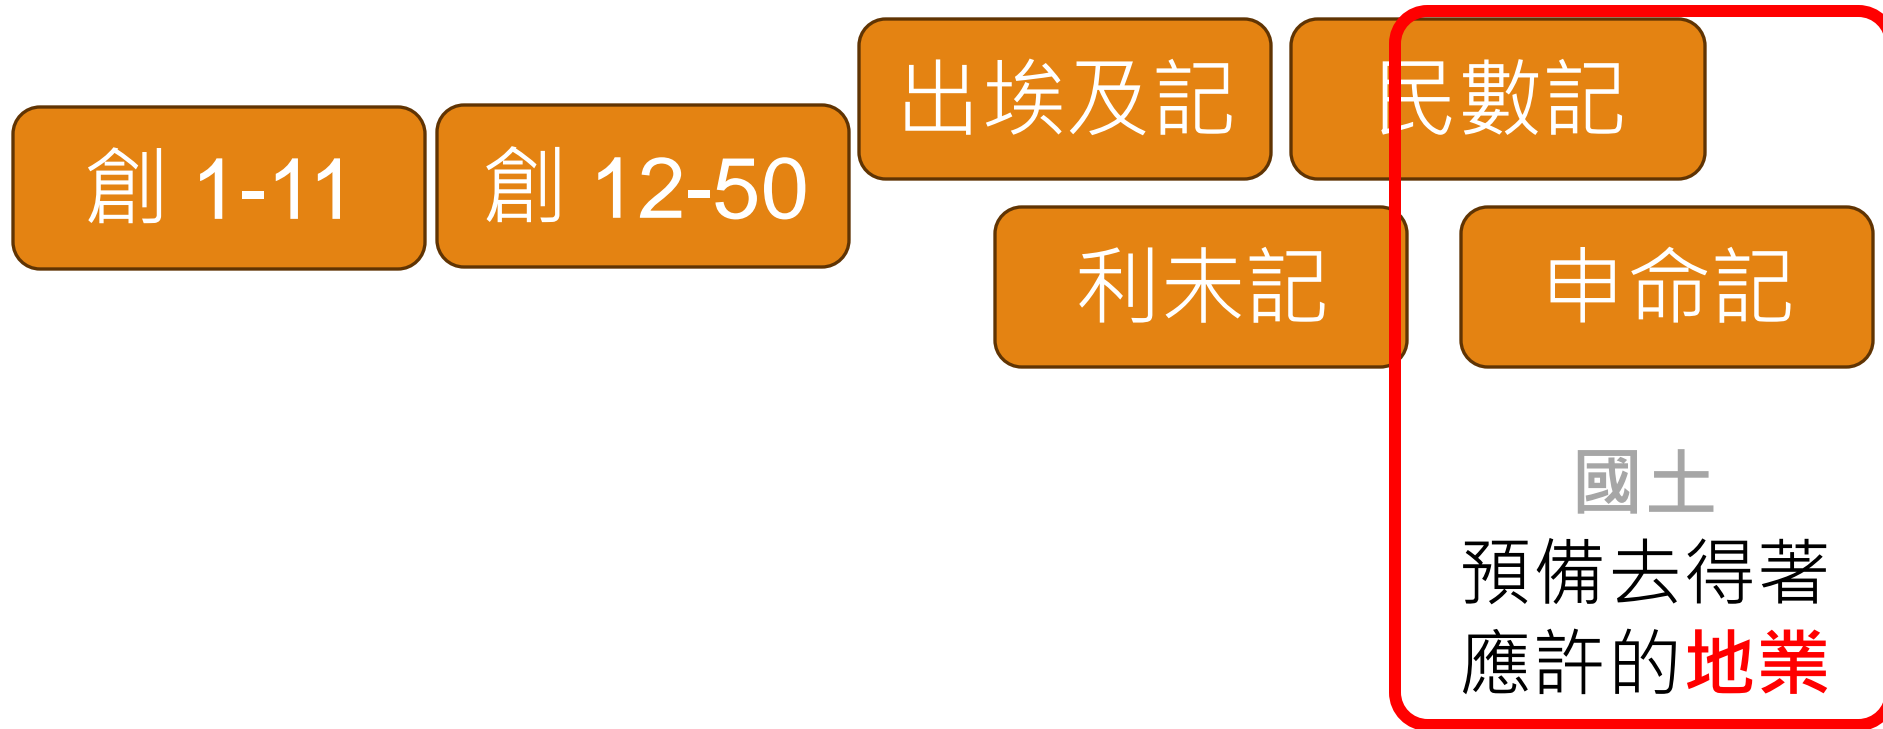 創 1-11
創 12-50
出埃及記
民數記
利未記
申命記
國土
預備去得著
應許的地業